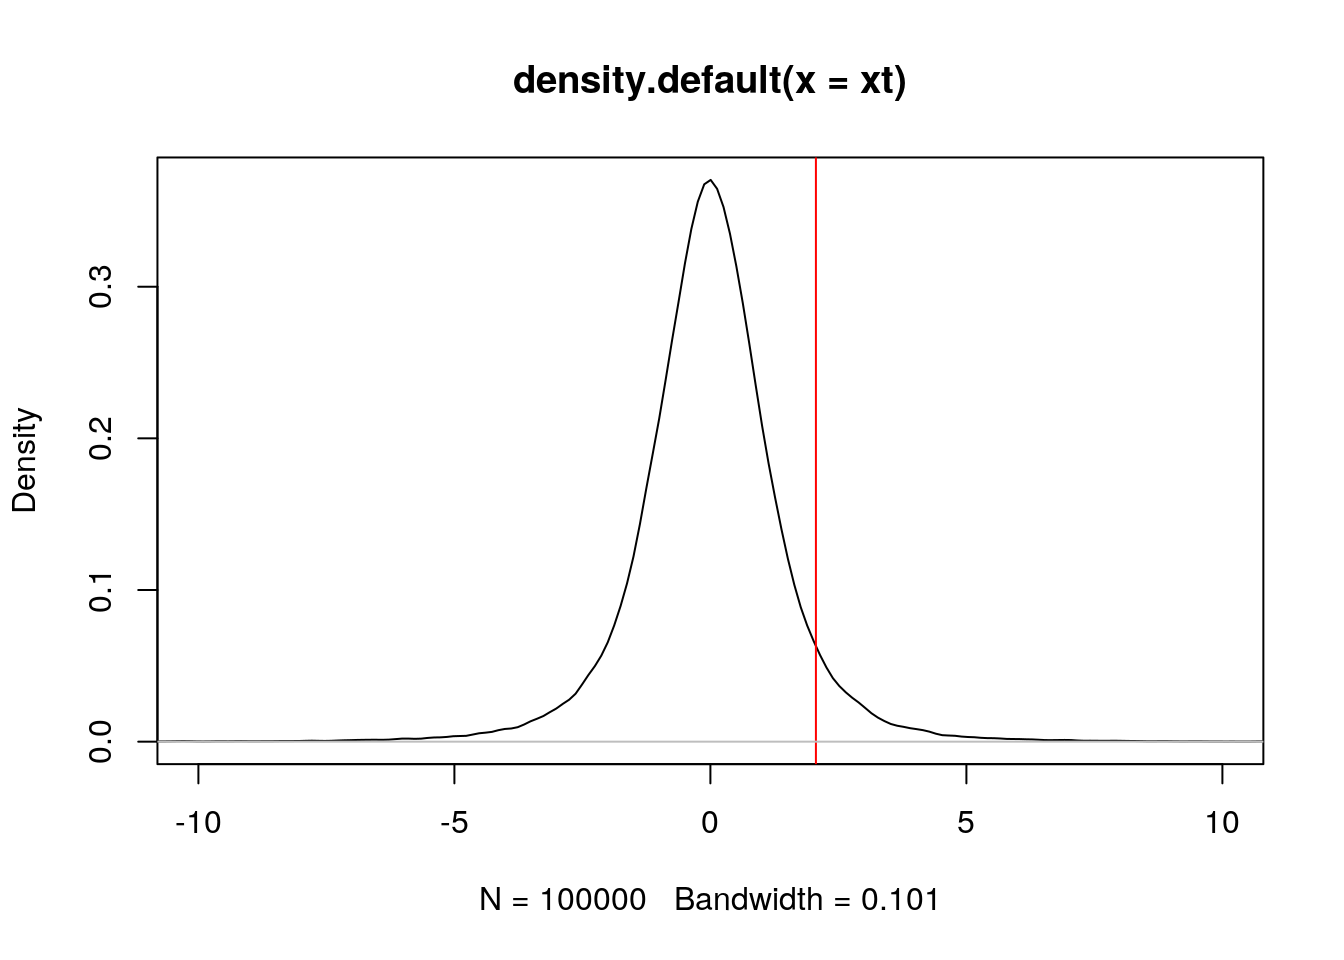 density.default(x = xt)
Density
0.3
0.2
0.1
0.0
-10 -5 0 5 10
N = 100000 Bandwidth = 0.101